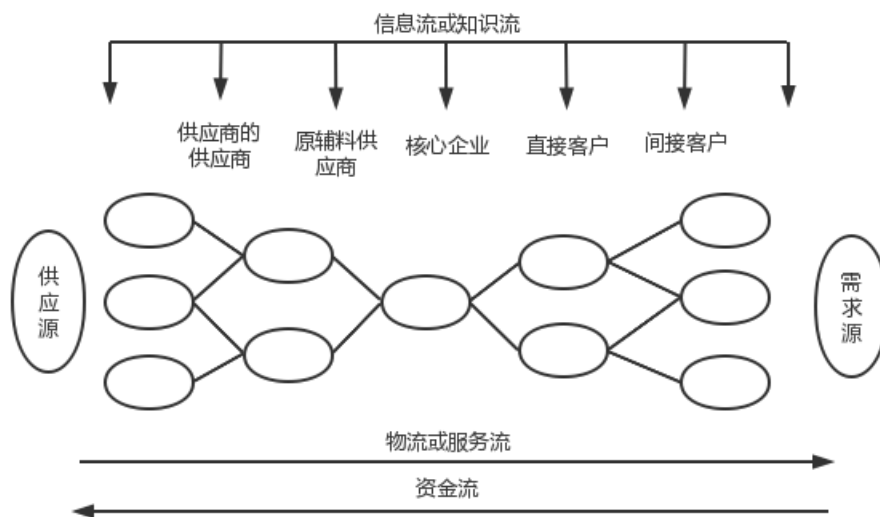 信息流或知识流
供应商的
供应商
原辅料供
应商
核心企业
直接客户
间接客户
供
应
源
需
求
源
物流或服务流
资金流